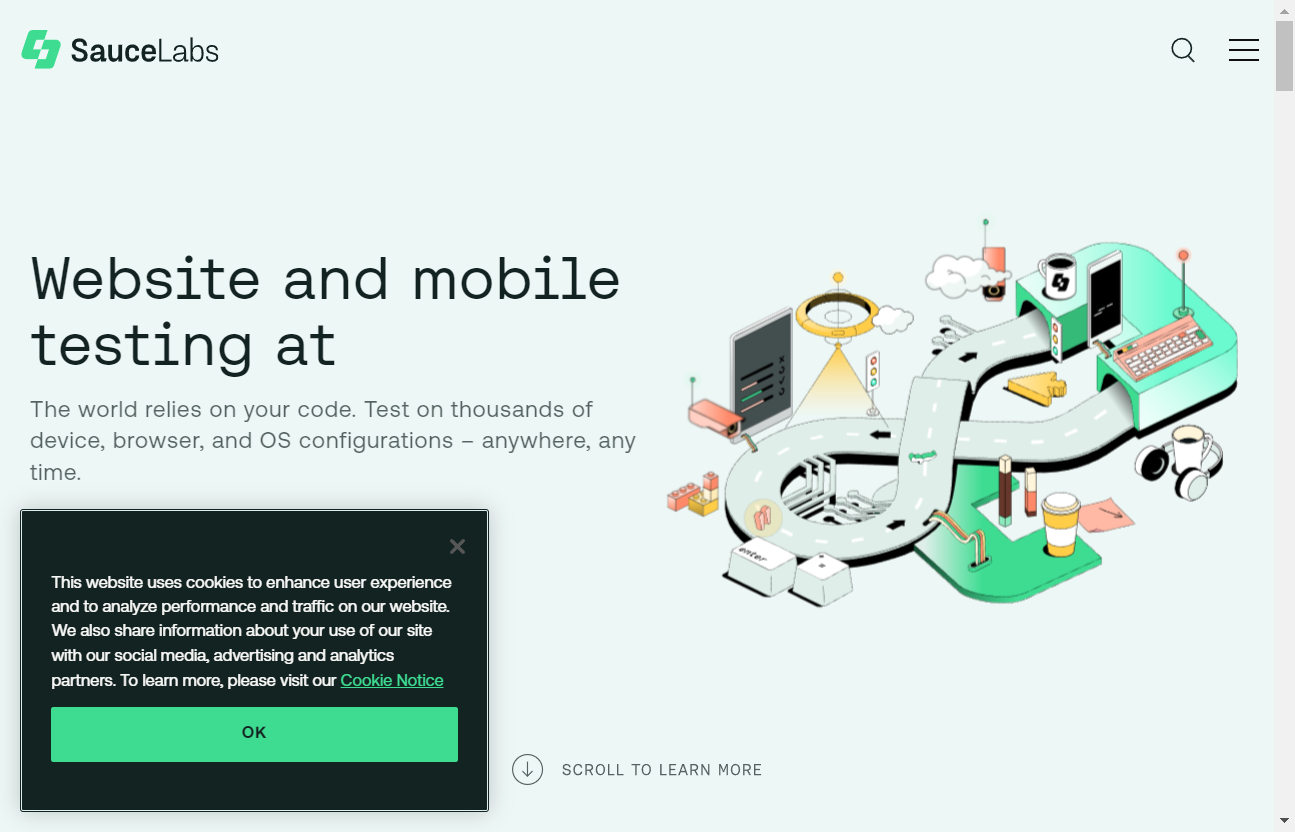 SauceLabs
Website and mobile
testing at
The world relies on your code. Test on thousands of
device, browser, and OS configurations – anywhere, any
time.
enter
This website uses cookies to enhance user experience
and to analyze performance and traffic on our website.
We also share information about your use of our site
with our social media, advertising and analytics
partners. To learn more, please visit our Cookie Notice
OK
SCROLL TO LEARN MORE